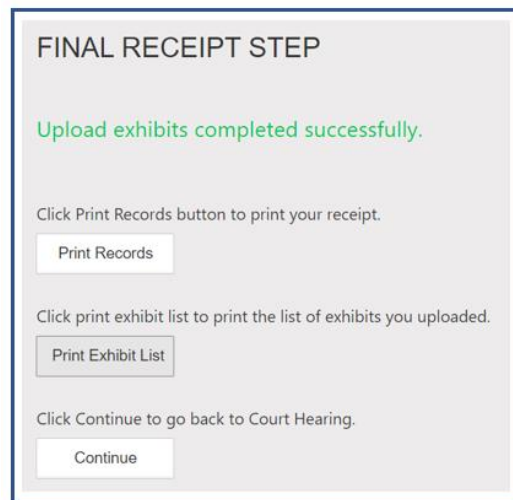 FINAL RECEIPT STEP
Upload exhibits completed successfully.
Click Print Records button to print your receipt.
Print Records
Click print exhibit list to print the list of exhibits you uploaded.
Print Exhibit List
Click Continue to go back to Court Hearing.
Continue